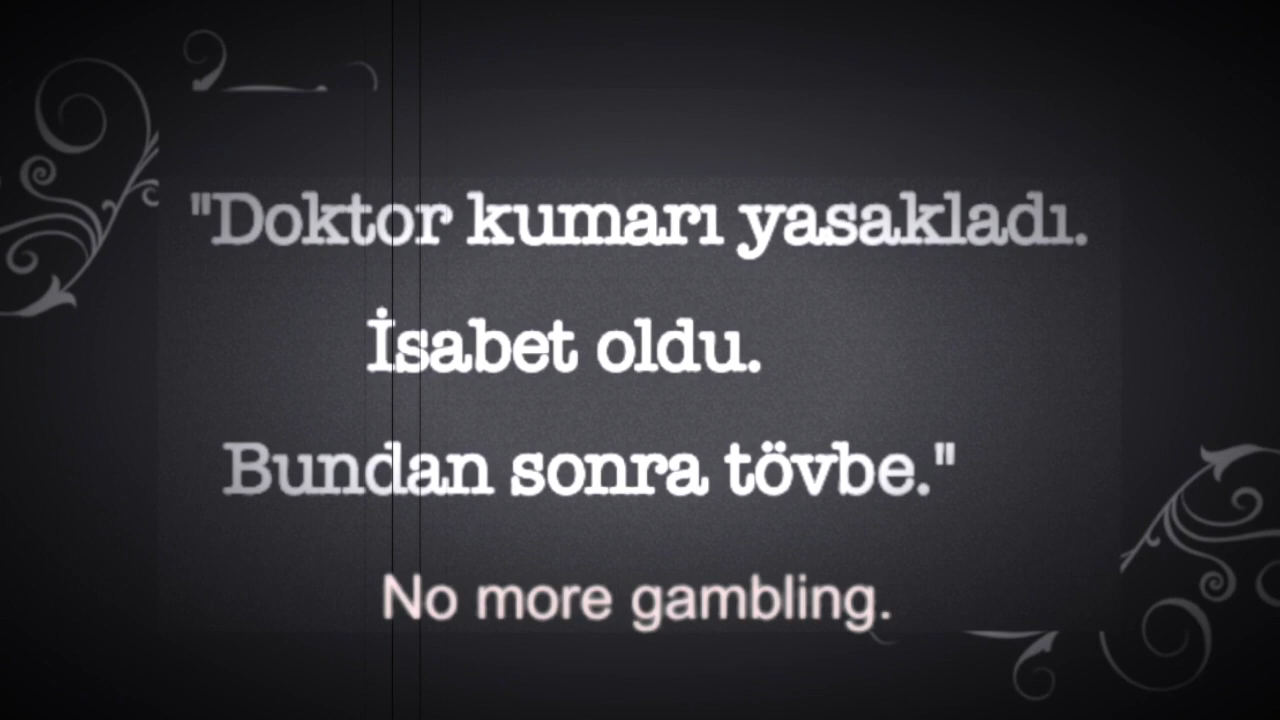 "Doktor kumarı yasakladı.
İsabet oldu.
Bundan sonra tövbe."
No more gambling.